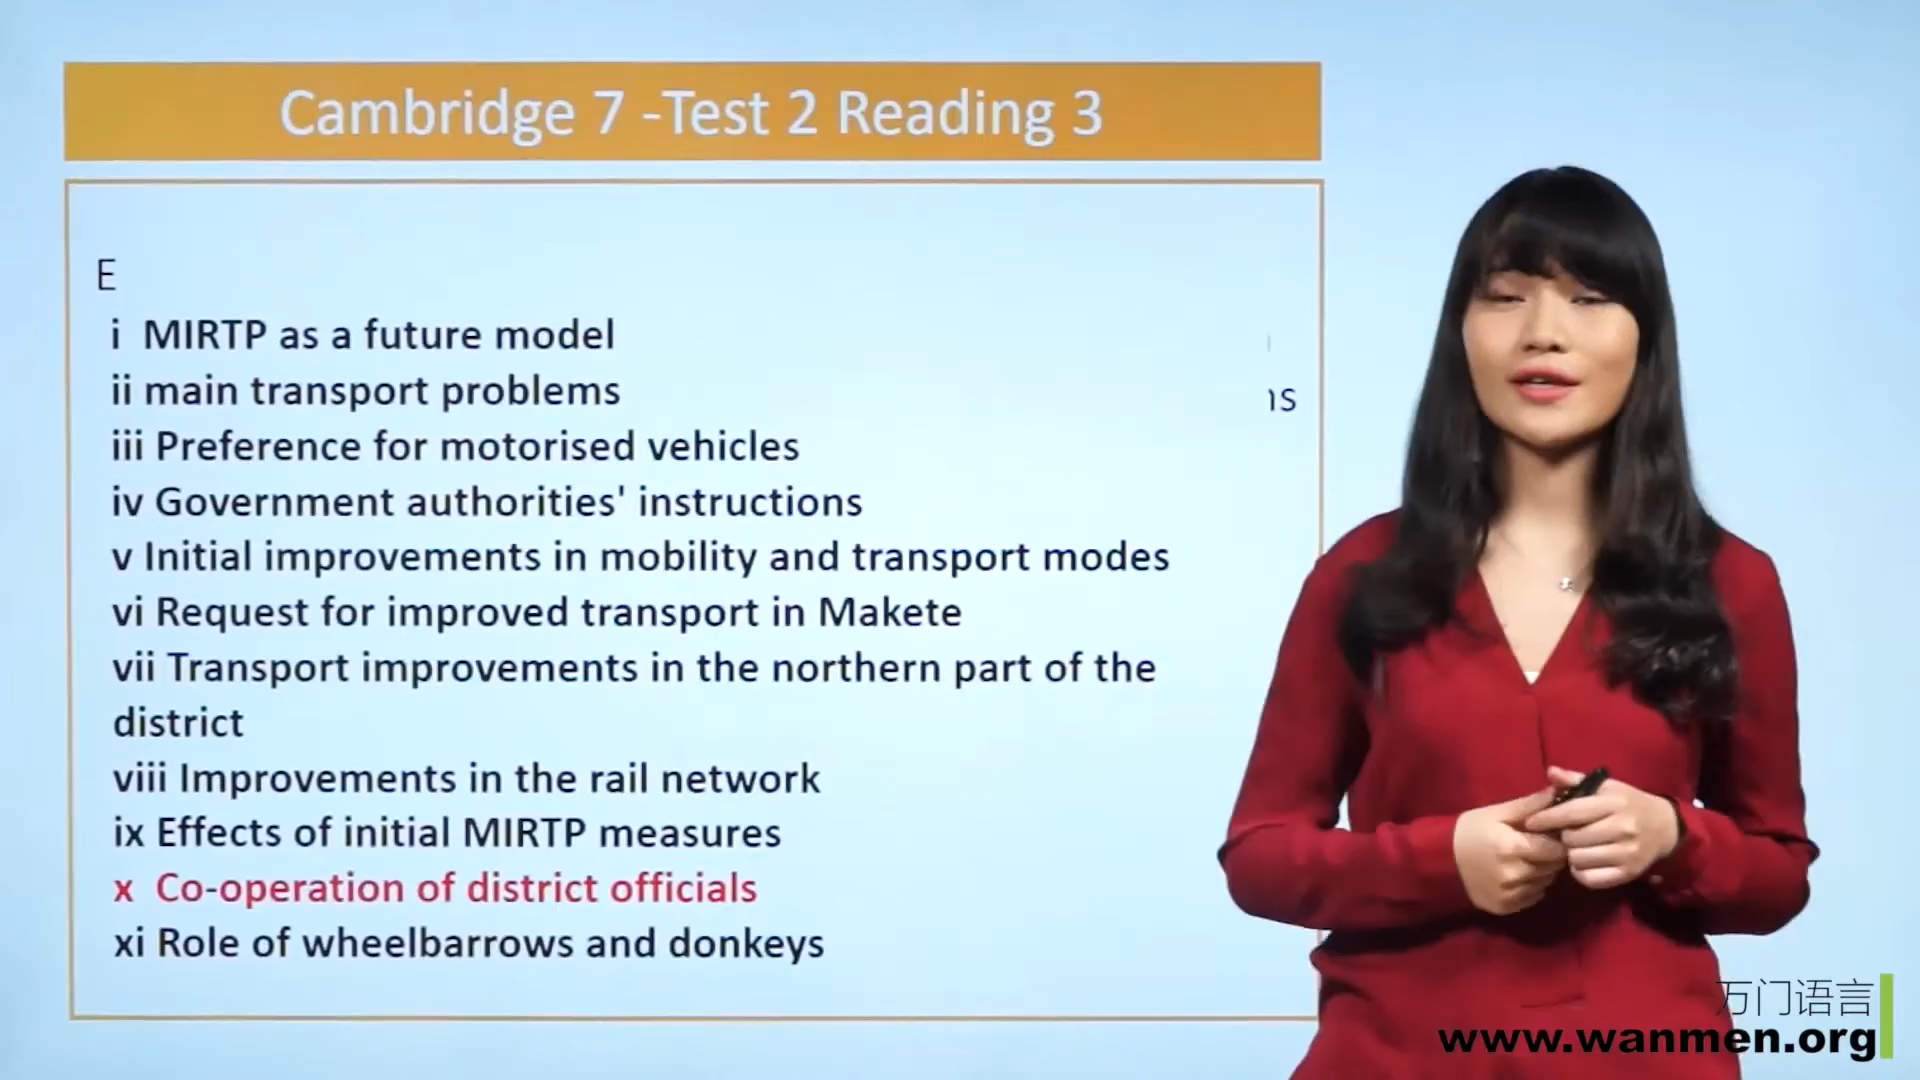 Cambridge 7 -Test 2 Reading 3
E
i MIRTP as a future model
ii main transport problems
iii Preference for motorised vehicles
iv Government authorities' instructions
v Initial improvements in mobility and transport modes
vi Request for improved transport in Makete
vii Transport improvements in the northern part of the
district
viii Improvements in the rail network
ix Effects of initial MIRTP measures
x Co-operation of district officials
xi Role of wheelbarrows and donkeys
万门语言
www.wanmen.org